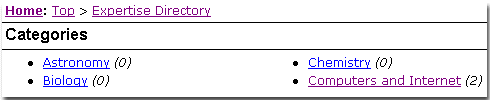 Home: Top > Expertise Directory
Categories
Astronomy (0)
Biology (0)
Chemistry (0)
Computers and Internet (2)